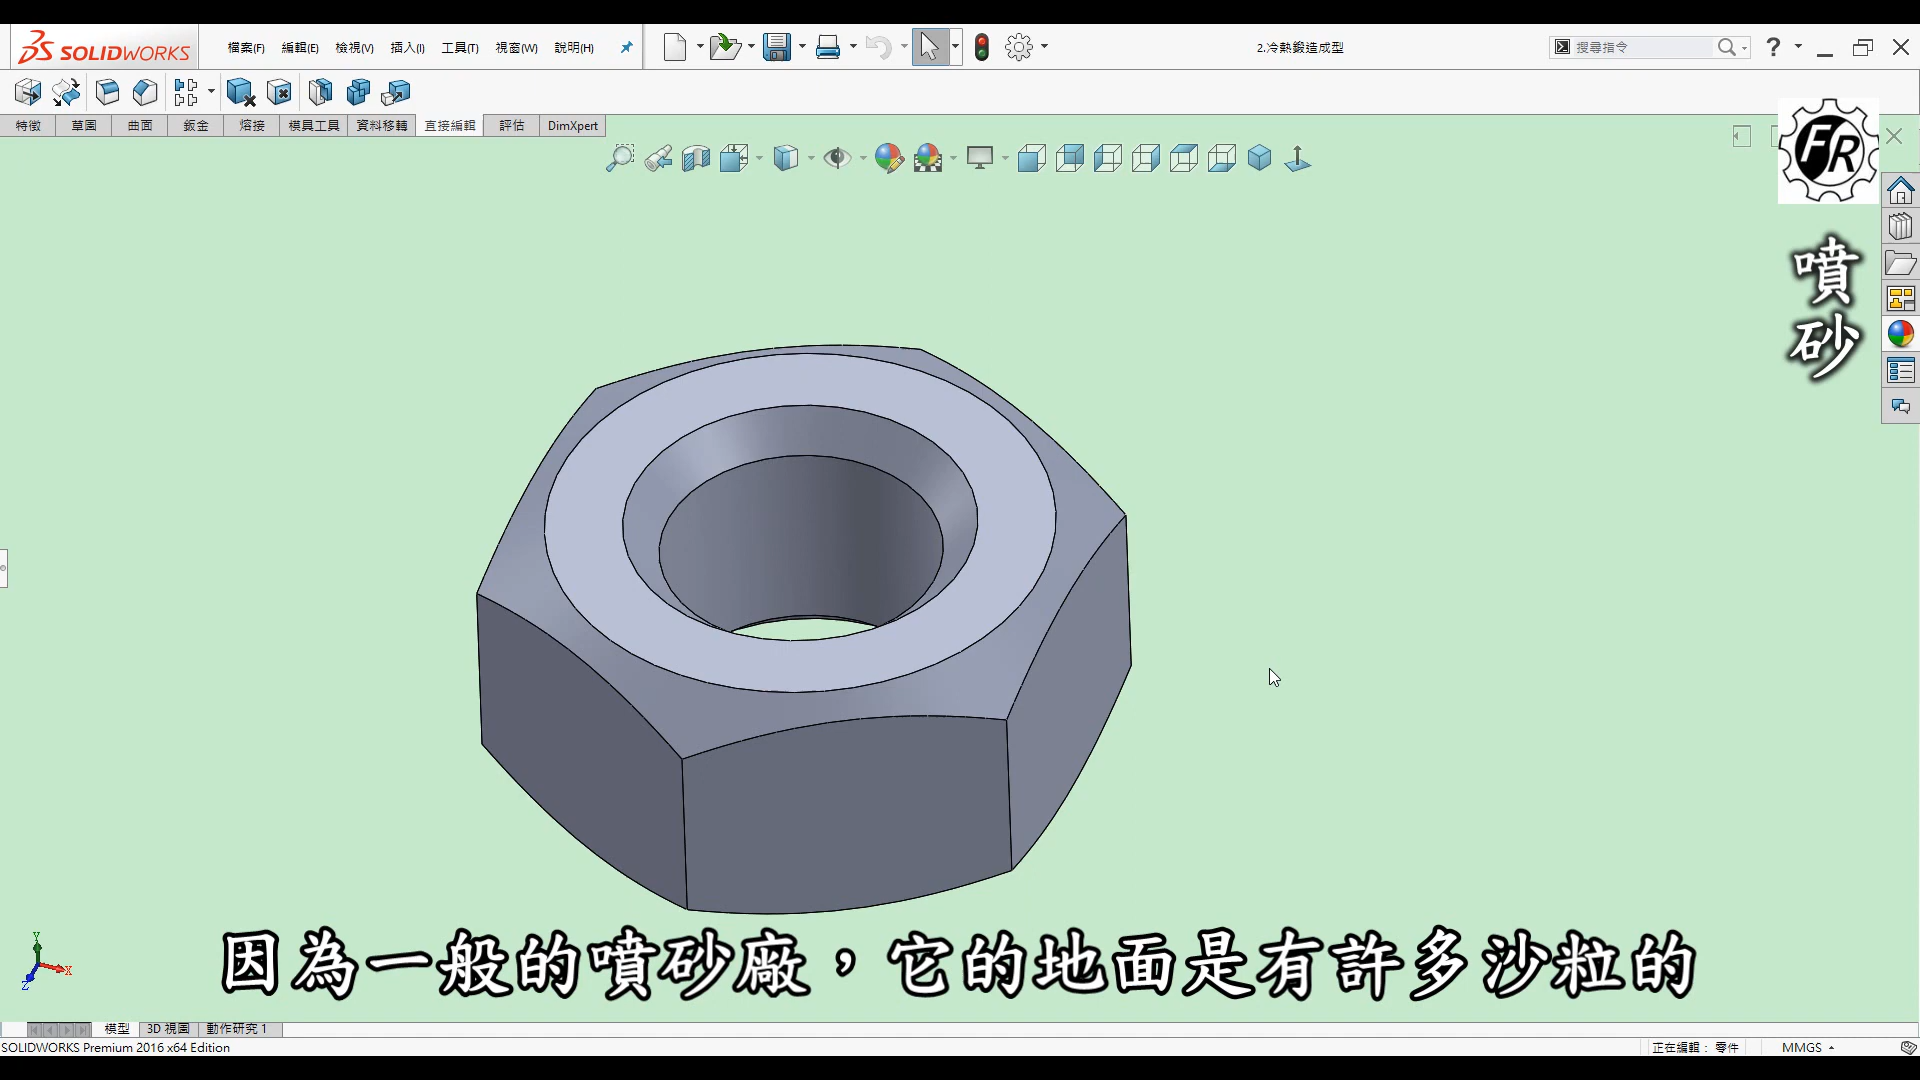 SOLIDWORKS
檔案(F) 編輯(E) 檢視(V) 插入(I) 工具(T) 視窗(W) 說明(H)
2.冷熱鍛造成型
搜尋指令
?
特徵 草圖 曲面 鈑金 熔接 模具工具 資料移轉 直接編輯 評估 DimXpert
FR
噴砂
因為一般的噴砂廠，它的地面是有許多沙粒的
Y
X
Z
模型 3D 視圖 動作研究 1
SOLIDWORKS Premium 2016 x64 Edition
正在編輯： 零件
MMGS